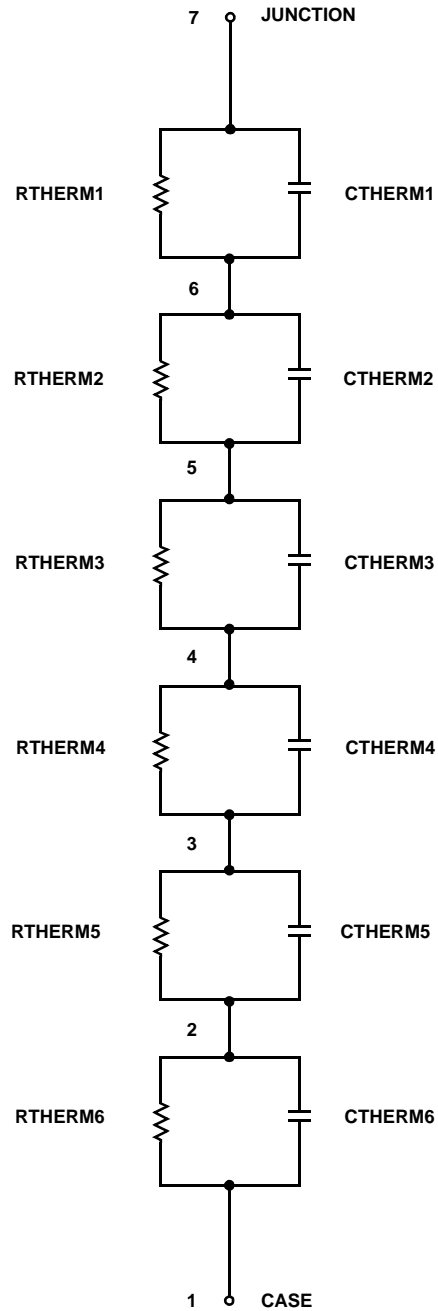 7 JUNCTION
RTHERM1 CTHERM1
6
RTHERM2 CTHERM2
5
RTHERM3 CTHERM3
4
RTHERM4 CTHERM4
3
RTHERM5 CTHERM5
2
RTHERM6 CTHERM6
1 CASE